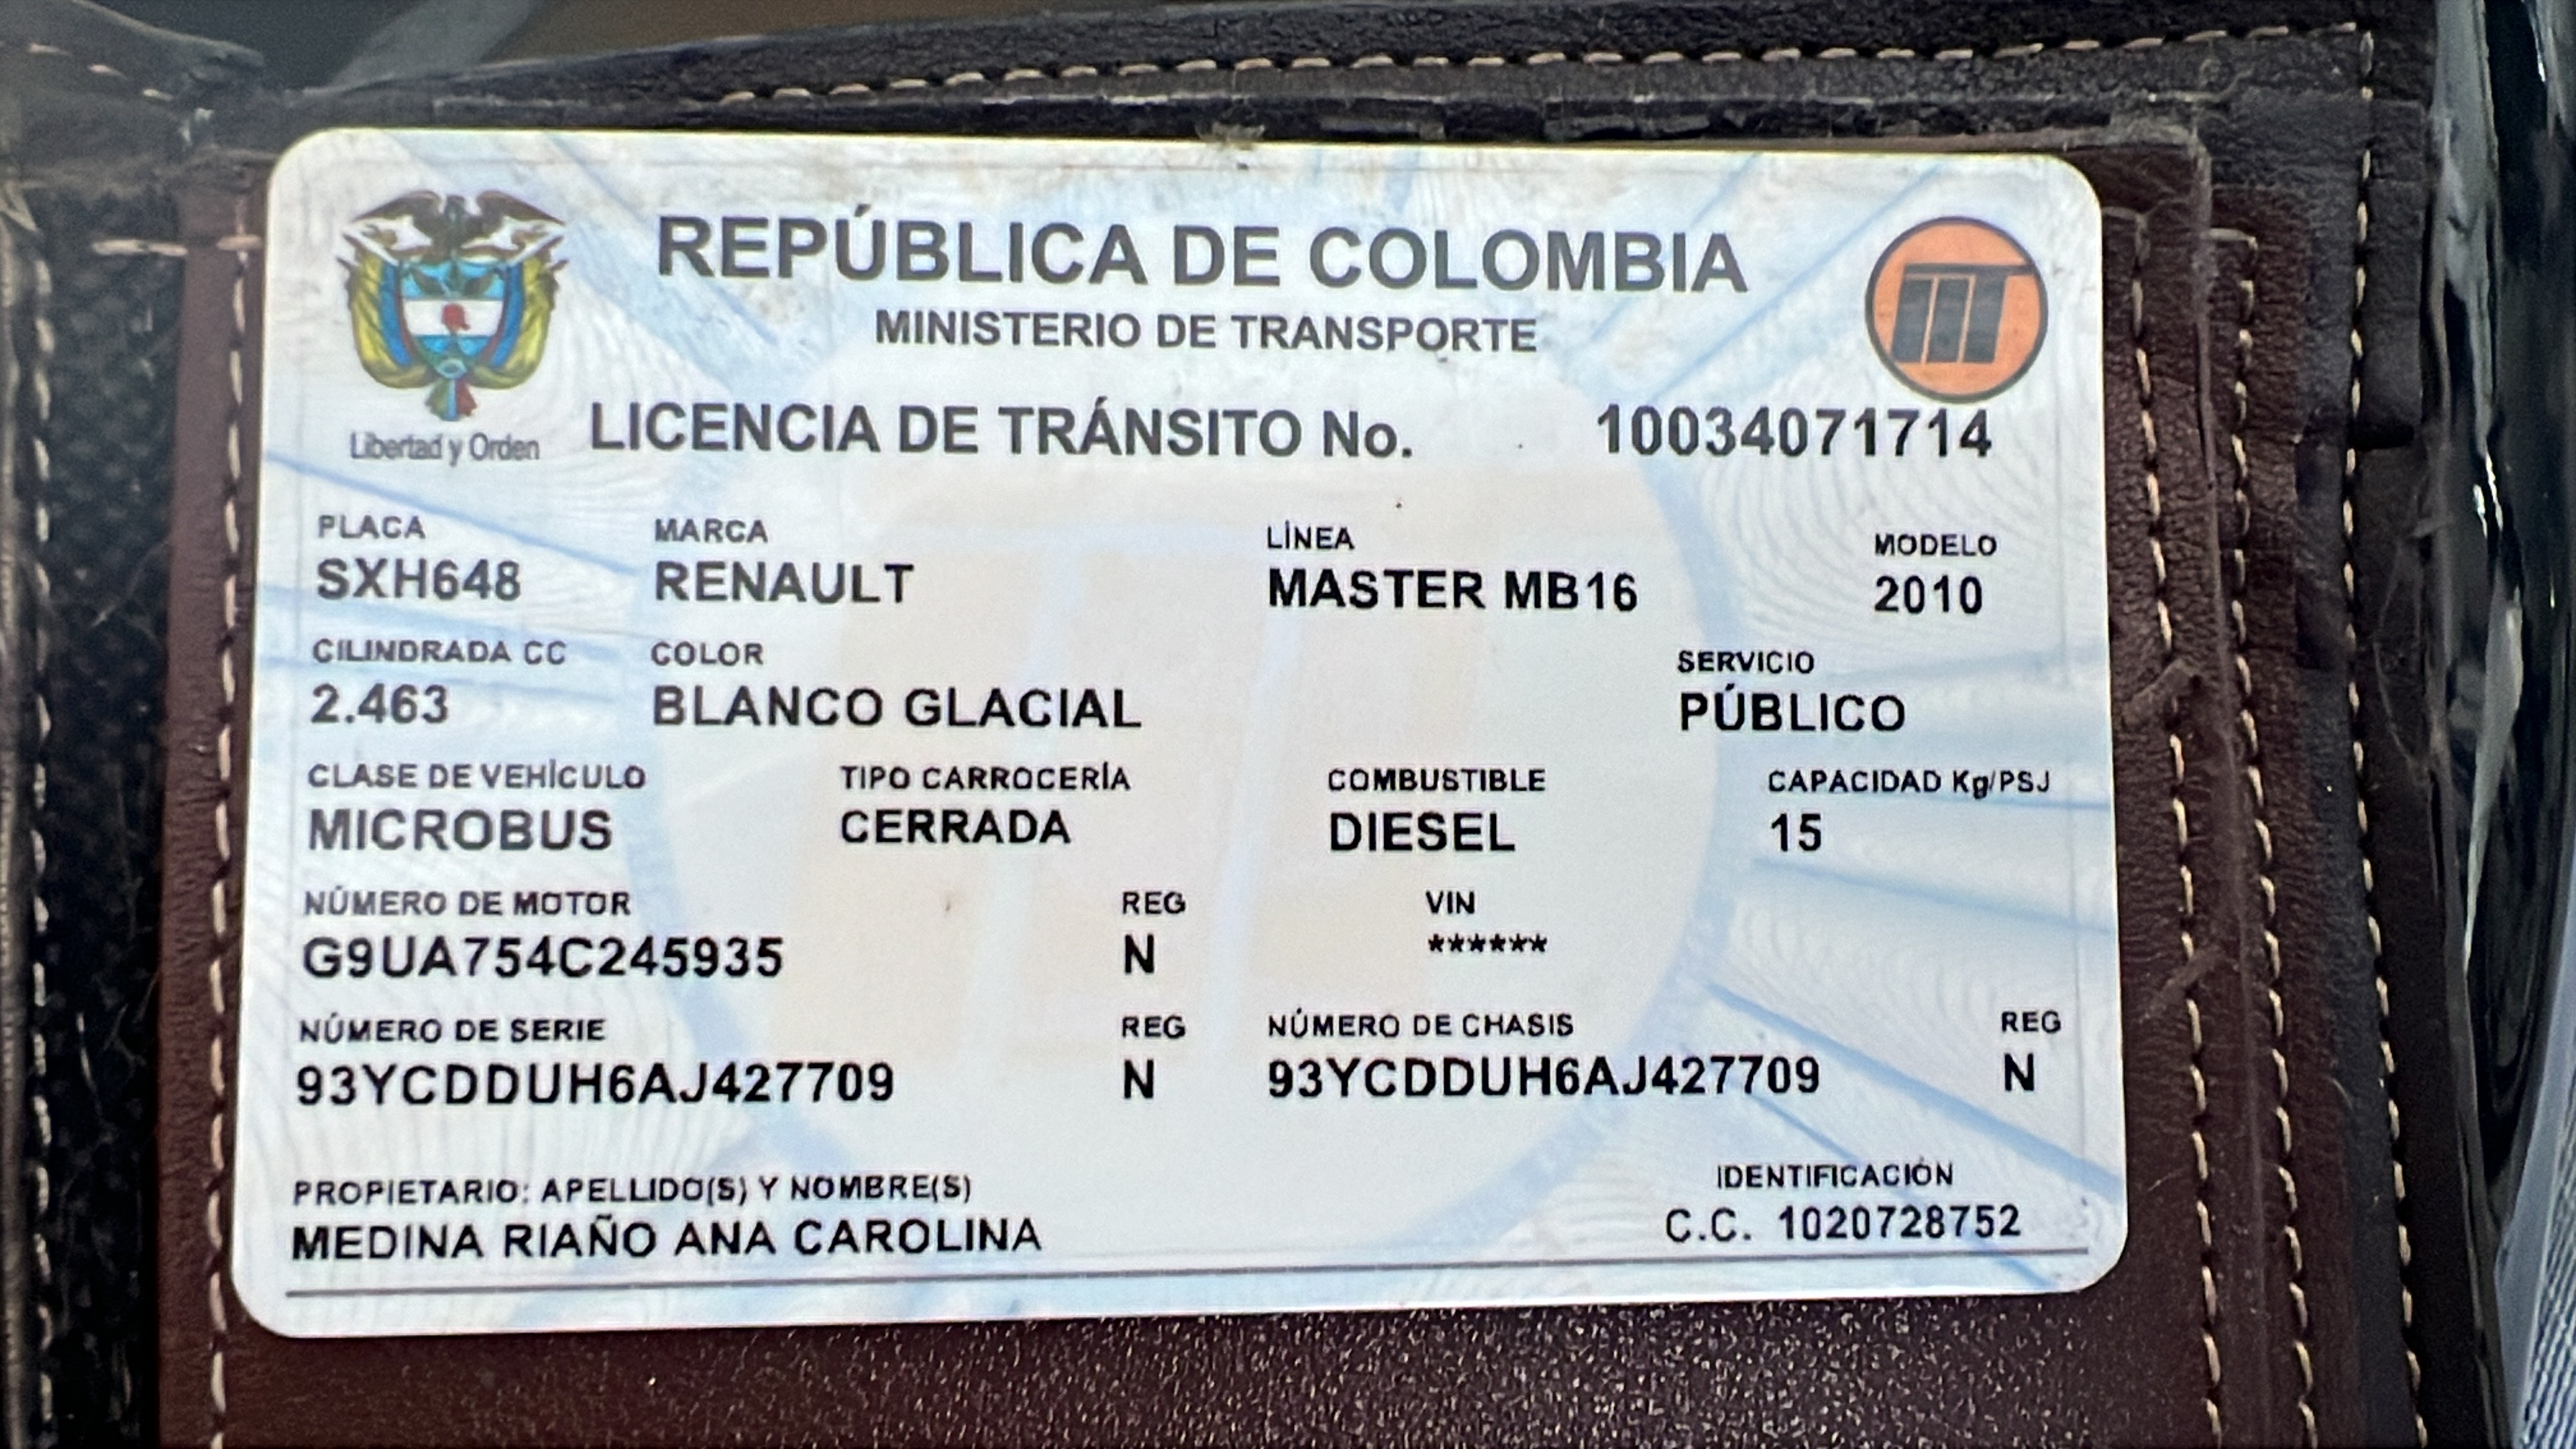 REPÚBLICA DE COLOMBIA
MINISTERIO DE TRANSPORTE
Libertad y Orden
LICENCIA DE TRÁNSITO No. 10034071714
PLACA MARCA LÍNEA MODELO
SXH648 RENAULT MASTER MB16 2010
CILINDRADA CC COLOR SERVICIO
2.463 BLANCO GLACIAL PÚBLICO
CLASE DE VEHÍCULO TIPO CARROCERÍA COMBUSTIBLE CAPACIDAD Kg/PSJ
MICROBUS CERRADA DIESEL 15
NÚMERO DE MOTOR REG VIN
G9UA754C245935 N ******
NÚMERO DE SERIE REG NÚMERO DE CHASIS REG
93YCDDUH6AJ427709 N 93YCDDUH6AJ427709 N
PROPIETARIO: APELLIDO(S) Y NOMBRE(S) IDENTIFICACIÓN
MEDINA RIAÑO ANA CAROLINA C.C. 1020728752